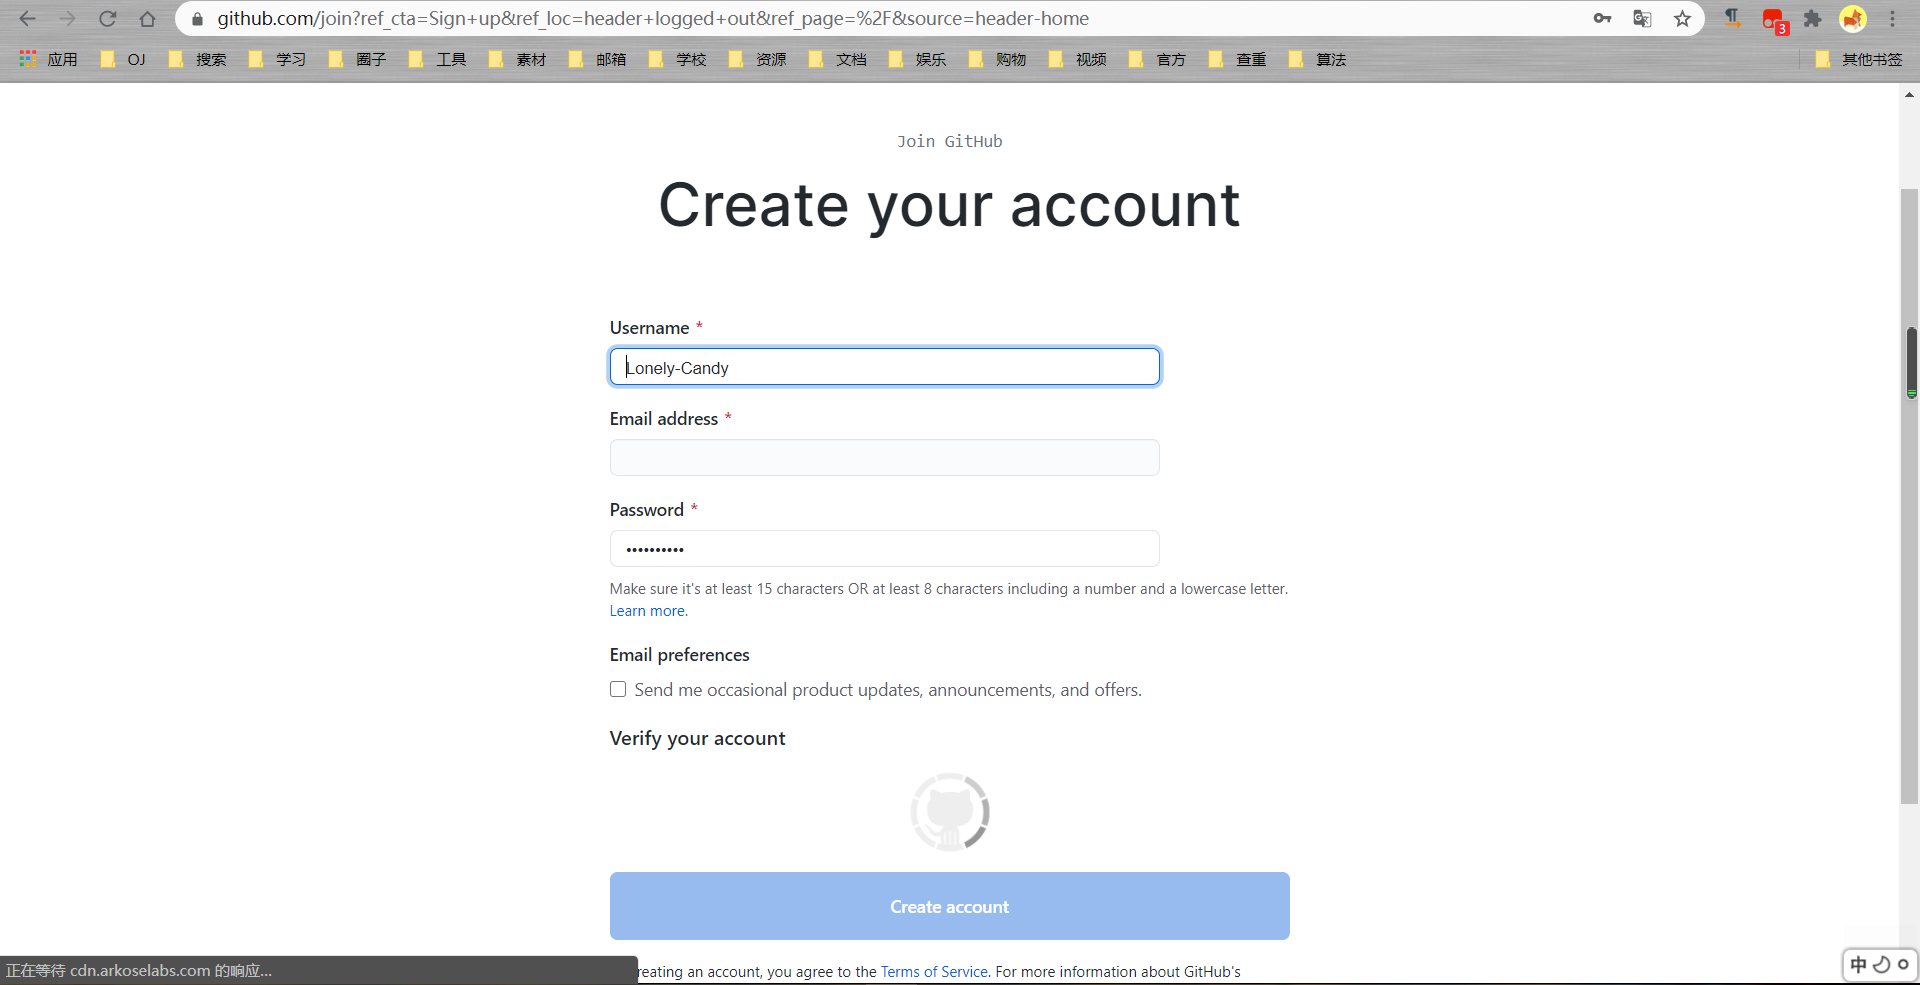 github.com/join?ref_cta=Sign+up&ref_loc=header+logged+out&ref_page=%2F&source=header-home
3
应用 OJ 搜索 学习 圈子 工具 素材 邮箱 学校 资源 文档 娱乐 购物 视频 官方 查重 算法 其他书签
Join GitHub
Create your account
Username *
Lonely-Candy
Email address *
Password *
••••••••••
Make sure it's at least 15 characters OR at least 8 characters including a number and a lowercase letter.
Learn more.
Email preferences
Send me occasional product updates, announcements, and offers.
Verify your account
Create account
正在等待 cdn.arkoselabs.com 的响应...
reating an account, you agree to the Terms of Service. For more information about GitHub's
中